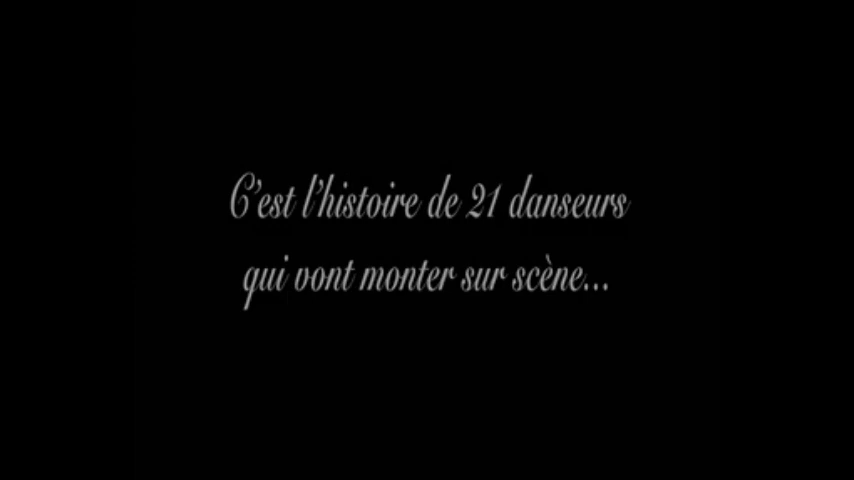 C'est l'histoire de 21 danseurs
qui vont monter sur scène...